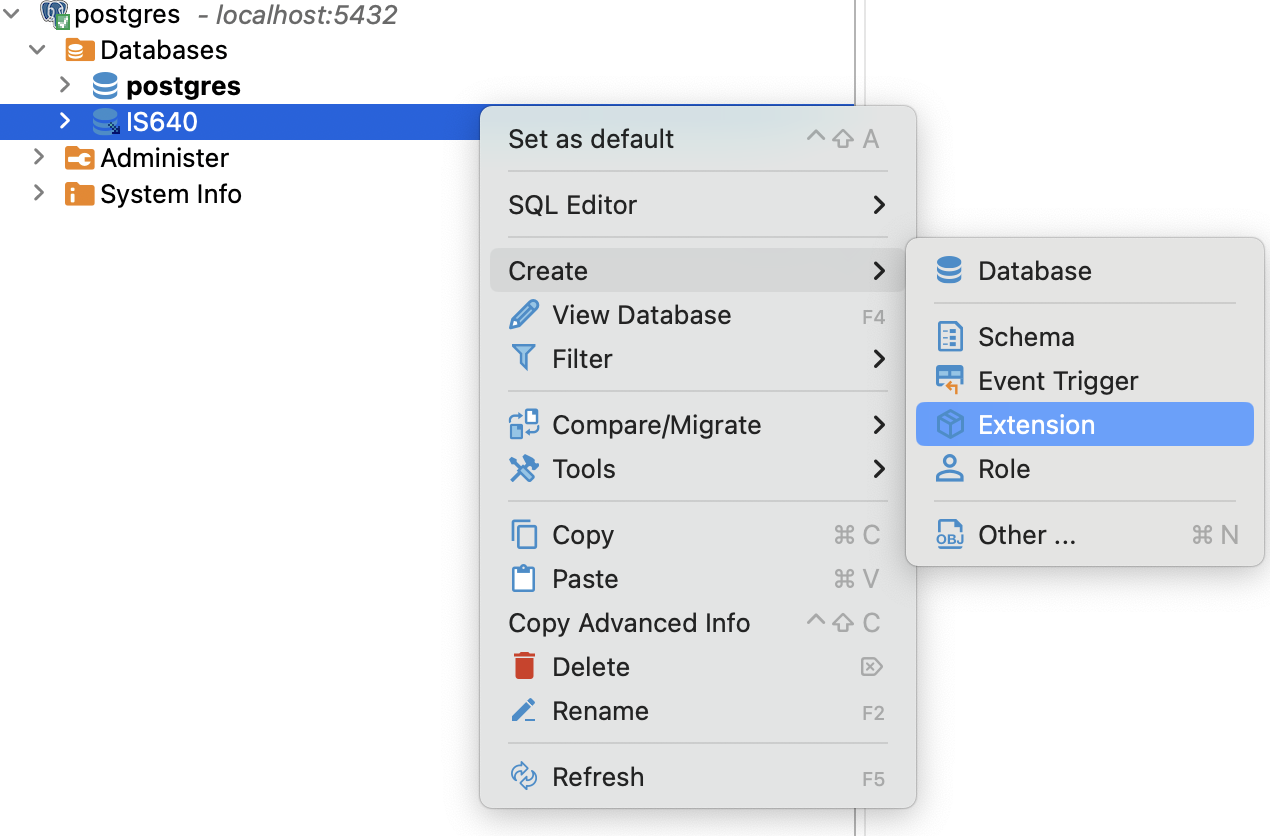 postgres - localhost:5432
Databases
postgres
IS640
Administer
System Info
Set as default ^⇧ A
SQL Editor
Create
View Database F4
Filter
Compare/Migrate
Tools
Copy ⌘ C
Paste ⌘ V
Copy Advanced Info ^⇧ C
Delete
Rename F2
Refresh F5
Database
Schema
Event Trigger
Extension
Role
OBJ Other ... ⌘ N